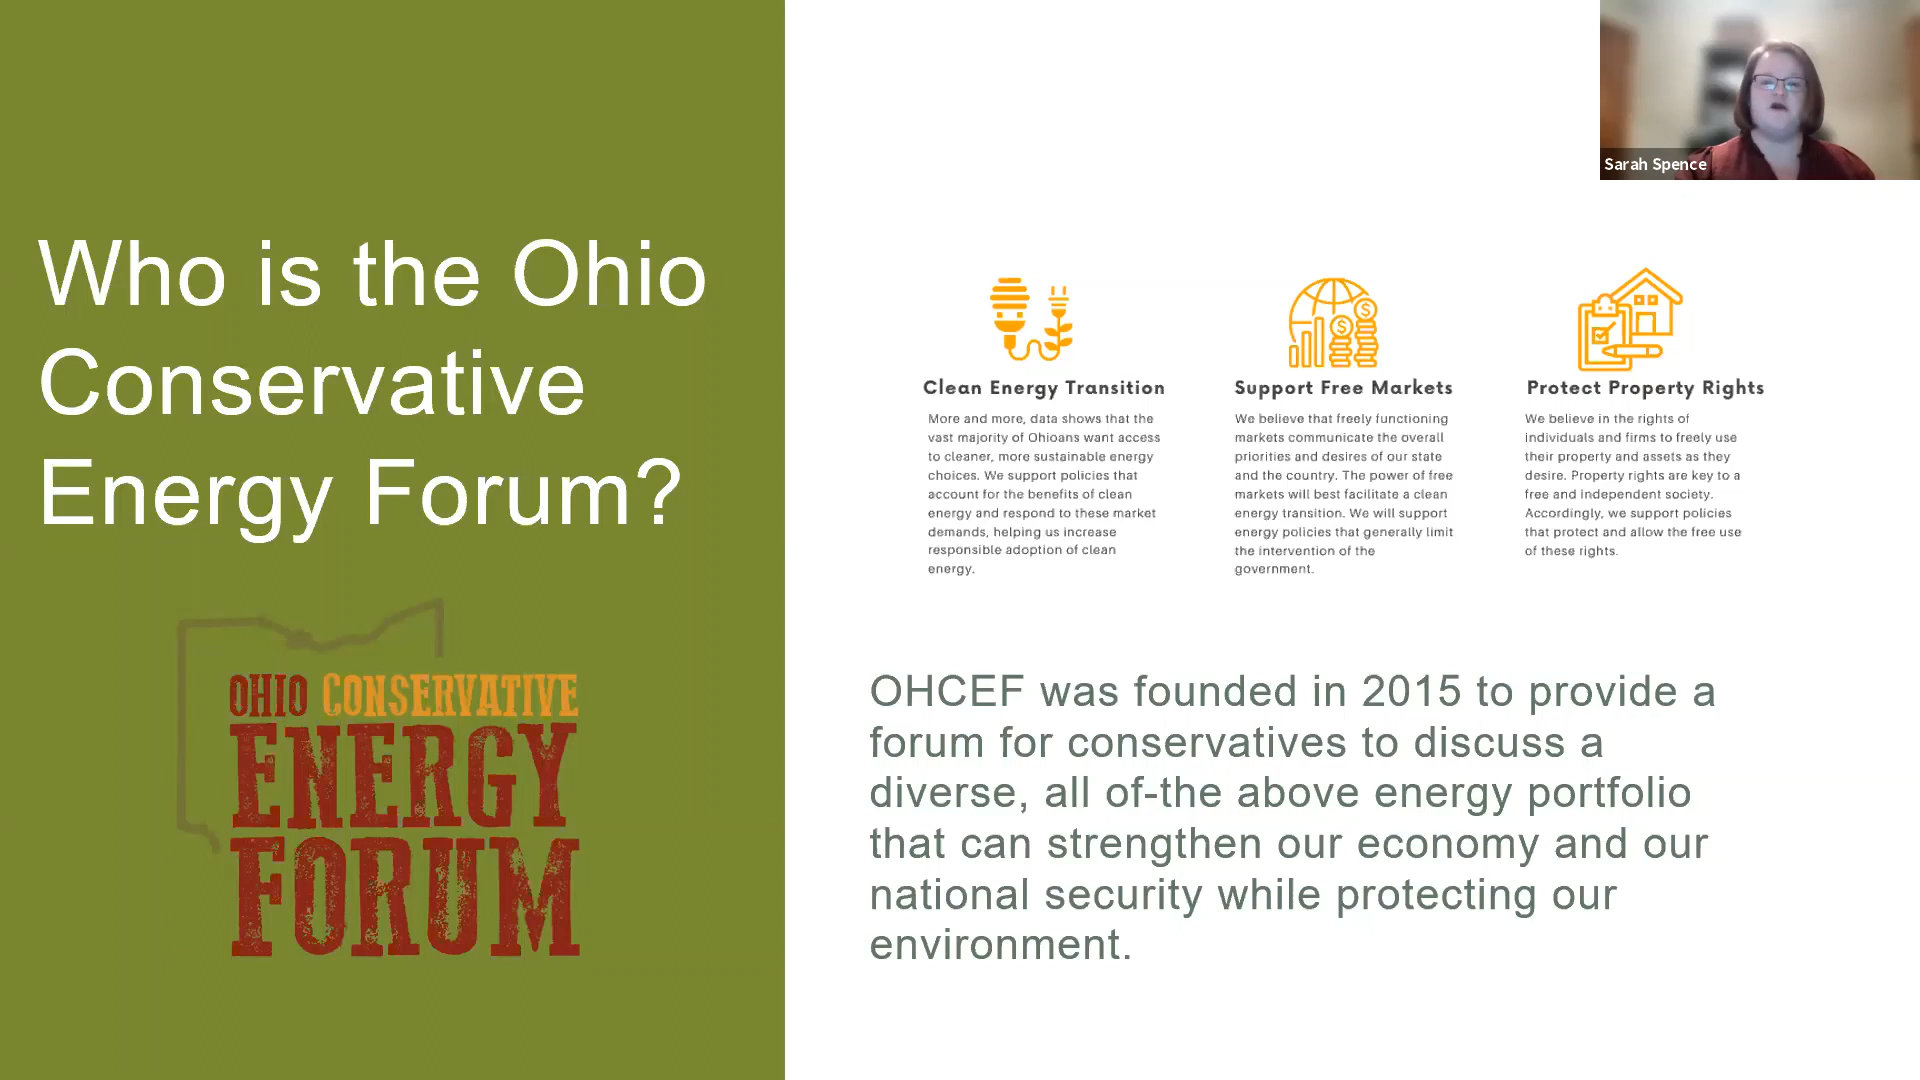 Who is the Ohio
Conservative
Energy Forum?
OHIO CONSERVATIVE
ENERGY
FORUM
Sarah Spence
Clean Energy Transition
More and more, data shows that the
vast majority of Ohioans want access
to cleaner, more sustainable energy
choices. We support policies that
account for the benefits of clean
energy and respond to these market
demands, helping us increase
responsible adoption of clean
energy.
Support Free Markets
We believe that freely functioning
markets communicate the overall
priorities and desires of our state
and the country. The power of free
markets will best facilitate a clean
energy transition. We will support
energy policies that generally limit
the intervention of the
government.
Protect Property Rights
We believe in the rights of
individuals and firms to freely use
their property and assets as they
desire. Property rights are key to a
free and independent society.
Accordingly, we support policies
that protect and allow the free use
of these rights.
OHCEF was founded in 2015 to provide a
forum for conservatives to discuss a
diverse, all of-the above energy portfolio
that can strengthen our economy and our
national security while protecting our
environment.